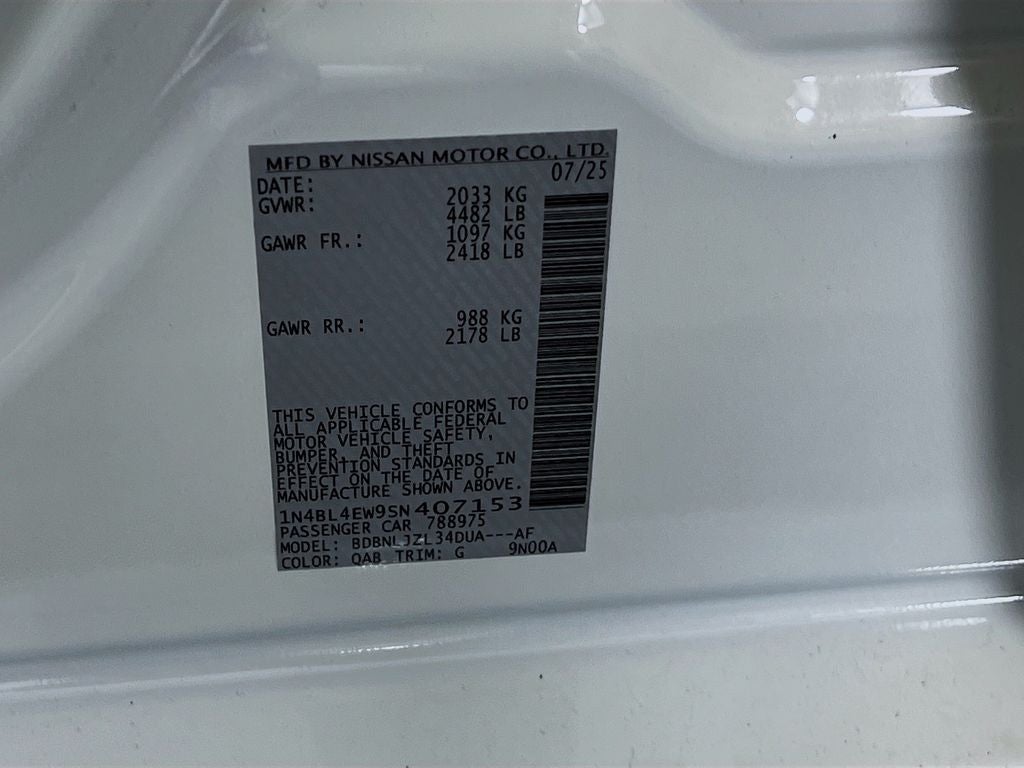 MFD BY NISSAN MOTOR CO., LTD.
DATE: 07/25
GVWR: 2033 KG
4482 LB
GAWR FR.: 1097 KG
2418 LB
GAWR RR.: 988 KG
2178 LB
THIS VEHICLE CONFORMS TO
ALL APPLICABLE FEDERAL
MOTOR VEHICLE SAFETY,
BUMPER, AND THEFT
PREVENTION STANDARDS IN
EFFECT ON THE DATE OF
MANUFACTURE SHOWN ABOVE.
1N4BL4EW9SN407153
PASSENGER CAR 788975
MODEL: BDBNLJZL34DUA---AF
COLOR: QAB TRIM: G 9N00A